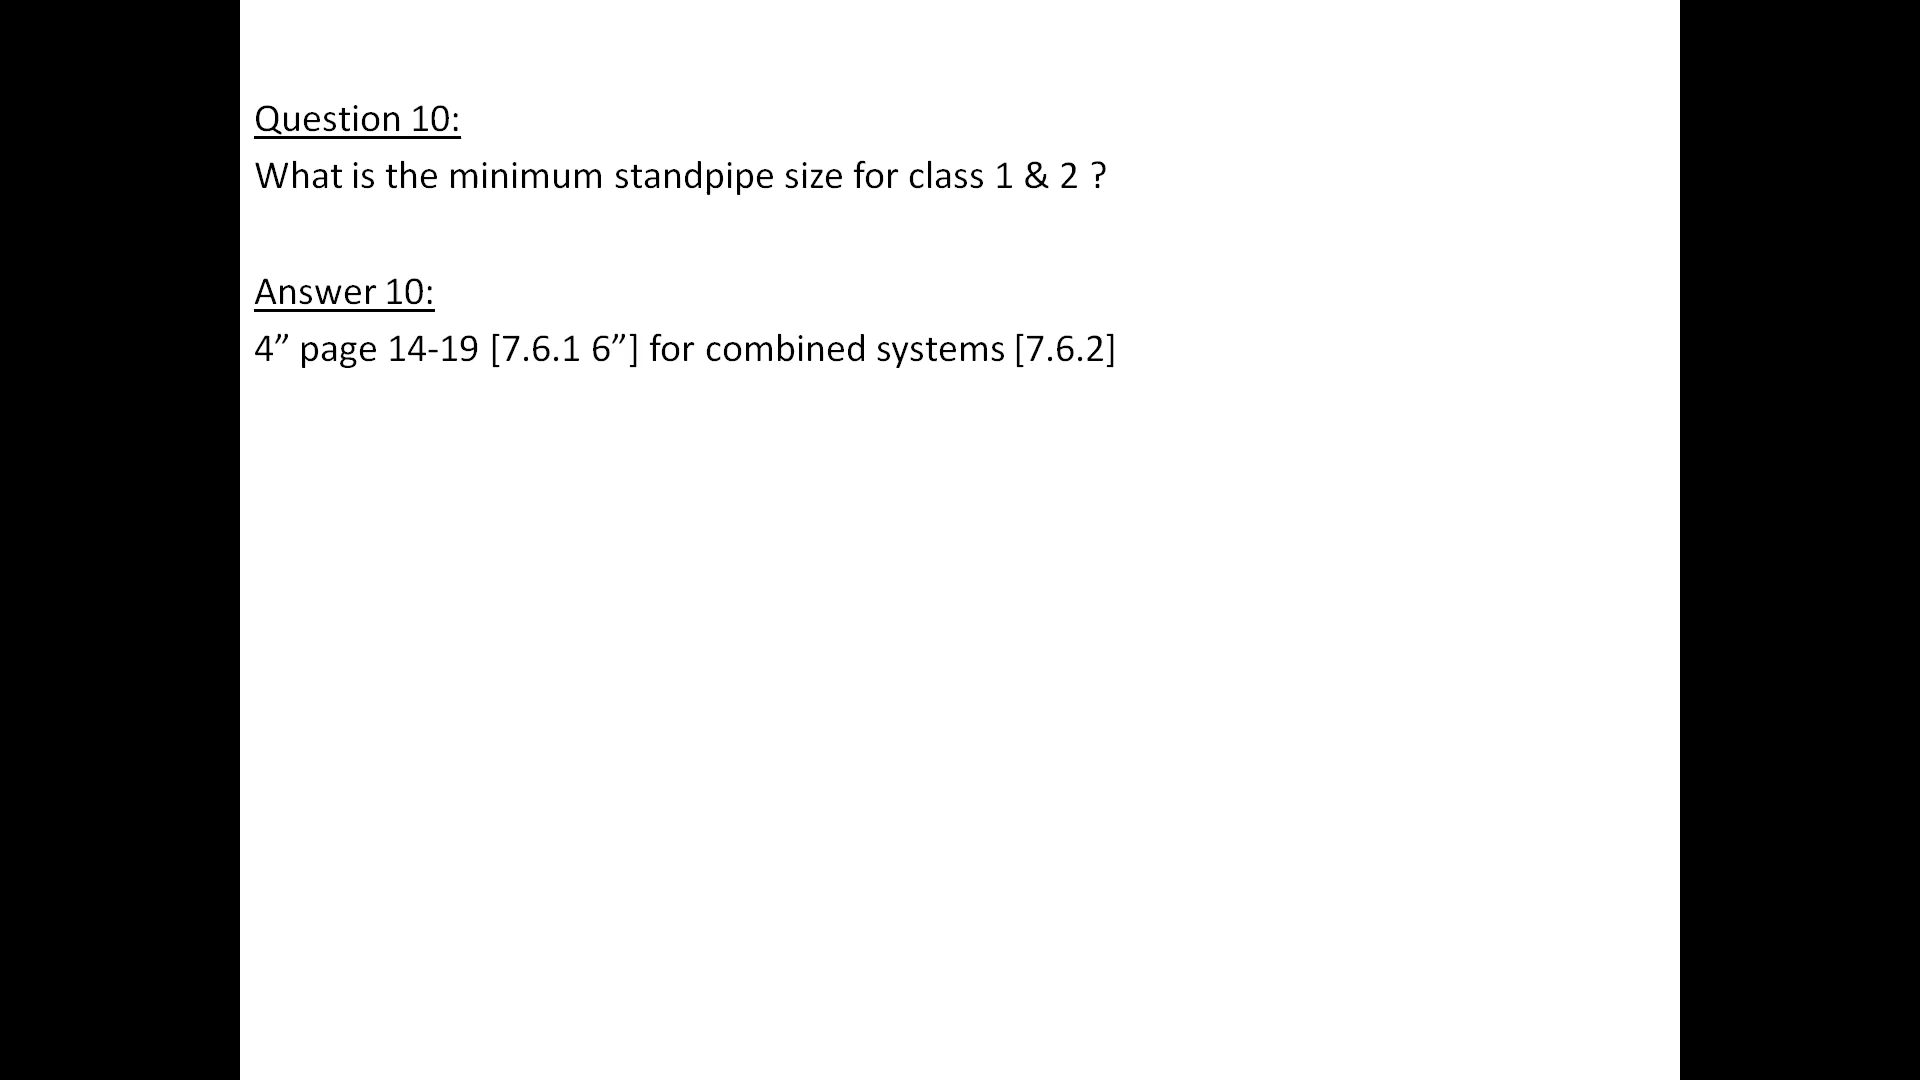 Question 10:
What is the minimum standpipe size for class 1 & 2 ?
Answer 10:
4” page 14-19 [7.6.1 6”] for combined systems [7.6.2]